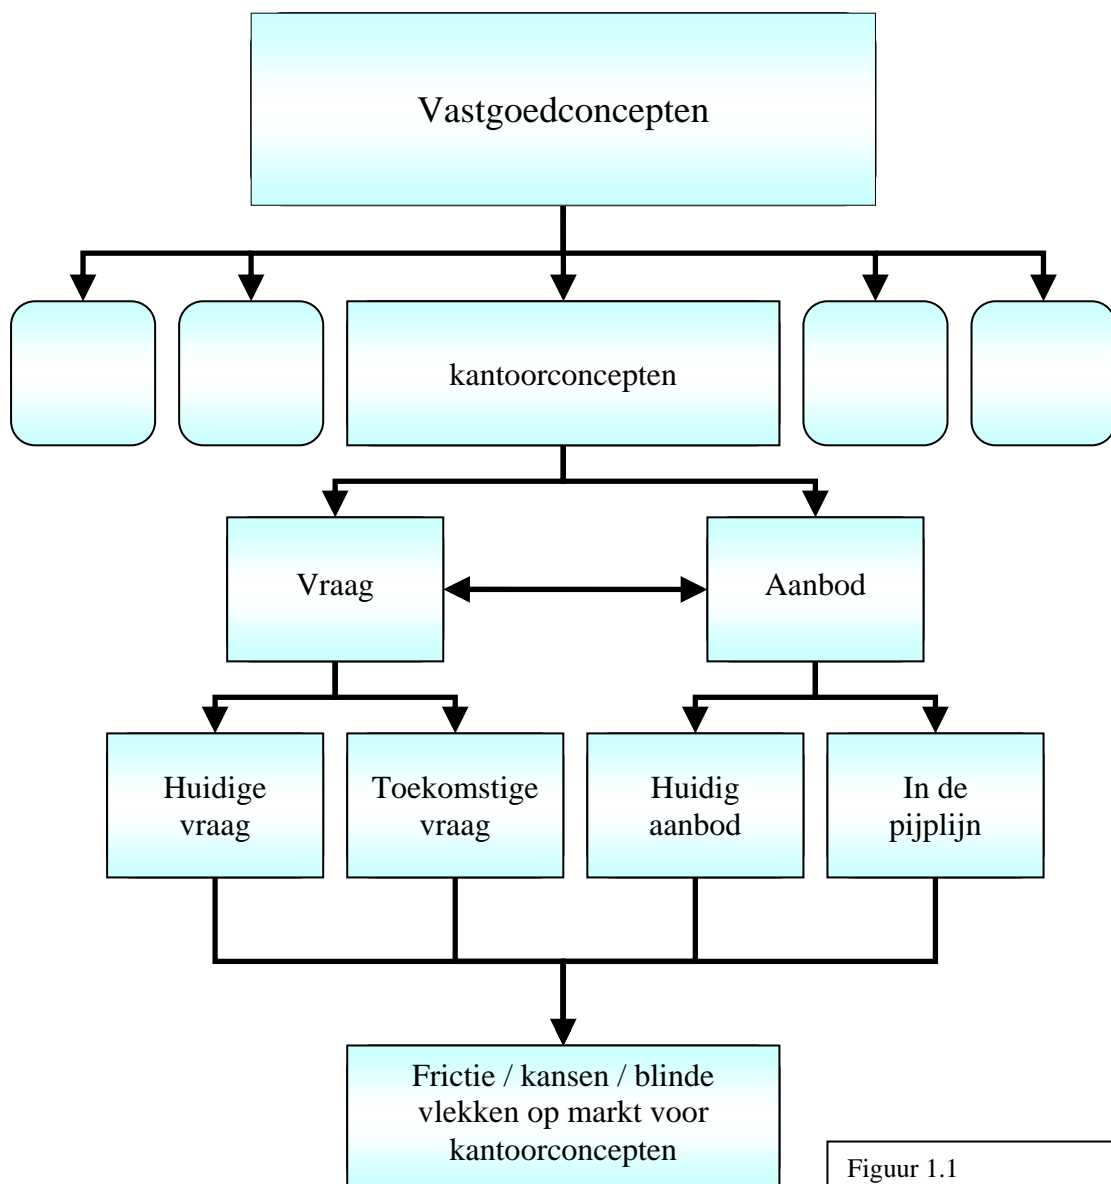 Vastgoedconcepten
kantoorconcepten
Vraag
Aanbod
Huidige
vraag
Toekomstige
vraag
Huidig
aanbod
In de
pijplijn
Frictie / kansen / blinde
vlekken op markt voor
kantoorconcepten
Figuur 1.1